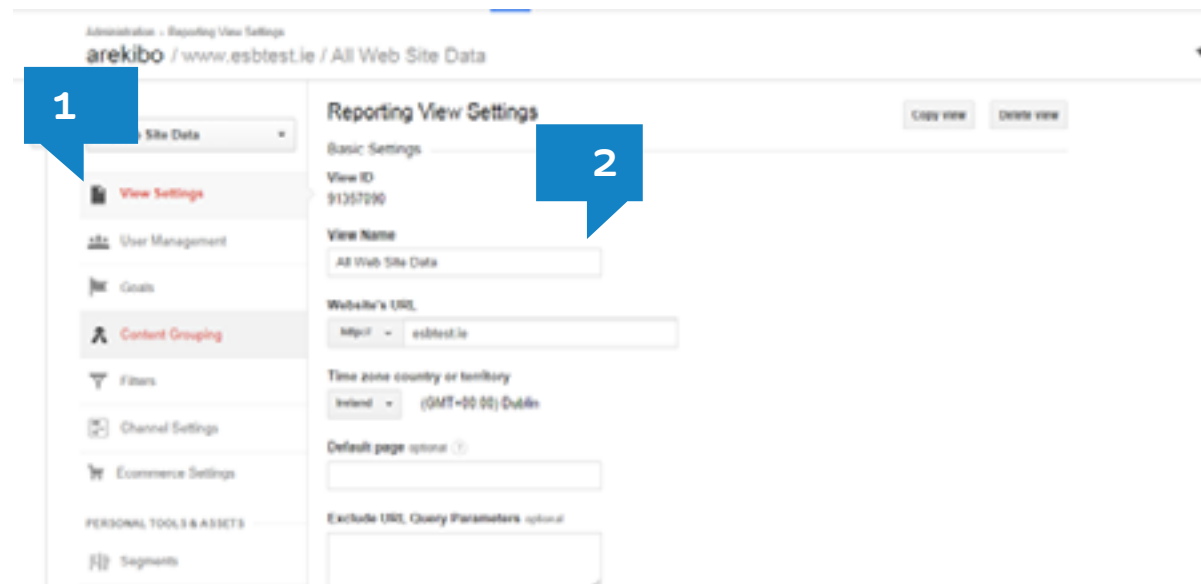 Administration › Reporting View Settings
arekibo / www.esbtest.ie / All Web Site Data
1
Site Data
View Settings
User Management
Goals
Content Grouping
Filters
Channel Settings
Ecommerce Settings
PERSONAL TOOLS & ASSETS
Segments
Reporting View Settings
Copy view
Delete view
Basic Settings
2
View ID
91357090
View Name
All Web Site Data
Website's URL
http:// esbtest.ie
Time zone country or territory
Ireland (GMT+00:00) Dublin
Default page optional ?
Exclude URL Query Parameters optional